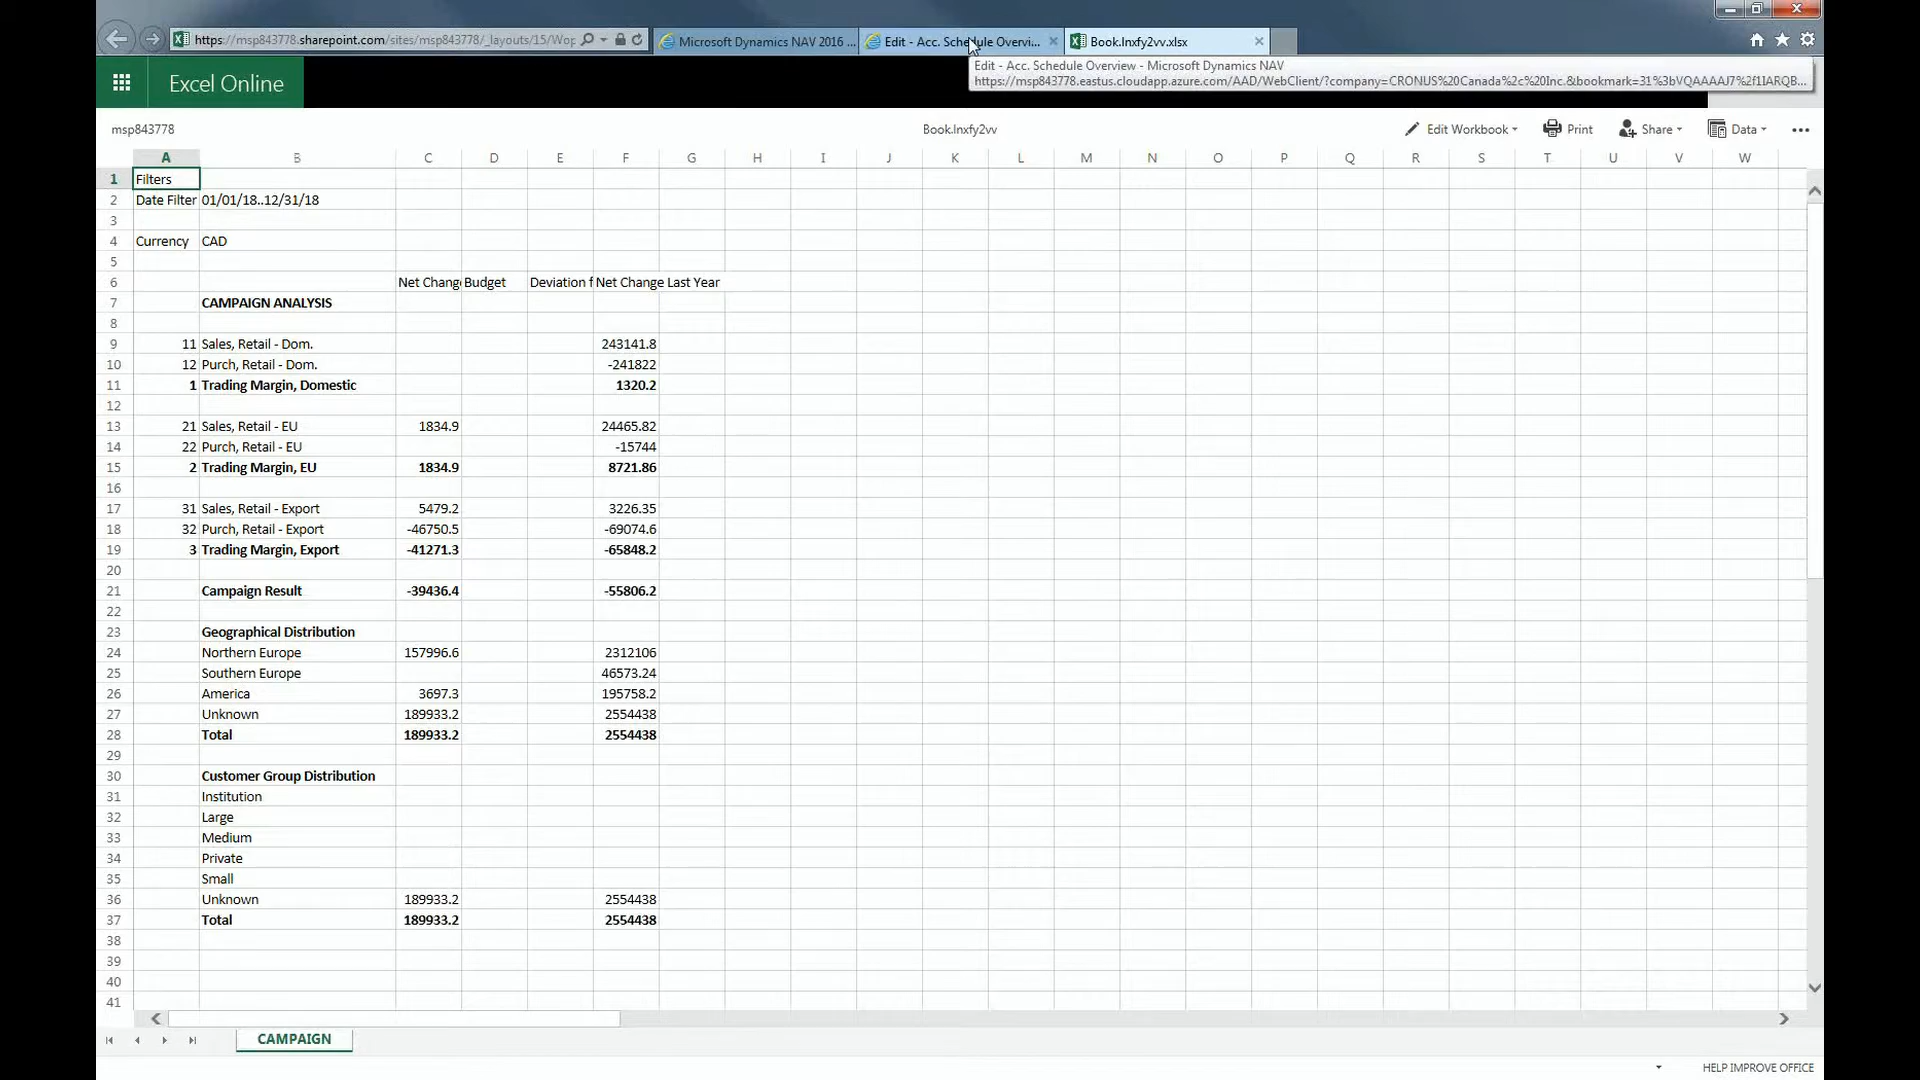 https://msp843778.sharepoint.com/sites/msp843778/_layouts/15/Wop
Microsoft Dynamics NAV 2016 ...
Edit - Acc. Schedule Overvi...
Book.lnxfy2vv.xlsx
Edit - Acc. Schedule Overview - Microsoft Dynamics NAV
https://msp843778.eastus.cloudapp.azure.com/AAD/WebClient/?company=CRONUS%20Canada%2c%20Inc.&bookmark=31%3bVQAAAAJ7%2f1IARQB...
Excel Online
msp843778
Book.lnxfy2vv
Edit Workbook
Print
Share
Data
A B C D E F G H I J K L M N O P Q R S T U V W
1 Filters
2 Date Filter 01/01/18..12/31/18
3
4 Currency CAD
5
6 Net Chang Budget Deviation f Net Change Last Year
7 CAMPAIGN ANALYSIS
8
9 11 Sales, Retail - Dom. 243141.8
10 12 Purch, Retail - Dom. -241822
11 1 Trading Margin, Domestic 1320.2
12
13 21 Sales, Retail - EU 1834.9 24465.82
14 22 Purch, Retail - EU -15744
15 2 Trading Margin, EU 1834.9 8721.86
16
17 31 Sales, Retail - Export 5479.2 3226.35
18 32 Purch, Retail - Export -46750.5 -69074.6
19 3 Trading Margin, Export -41271.3 -65848.2
20
21 Campaign Result -39436.4 -55806.2
22
23 Geographical Distribution
24 Northern Europe 157996.6 2312106
25 Southern Europe 46573.24
26 America 3697.3 195758.2
27 Unknown 189933.2 2554438
28 Total 189933.2 2554438
29
30 Customer Group Distribution
31 Institution
32 Large
33 Medium
34 Private
35 Small
36 Unknown 189933.2 2554438
37 Total 189933.2 2554438
38
39
40
41
CAMPAIGN
HELP IMPROVE OFFICE